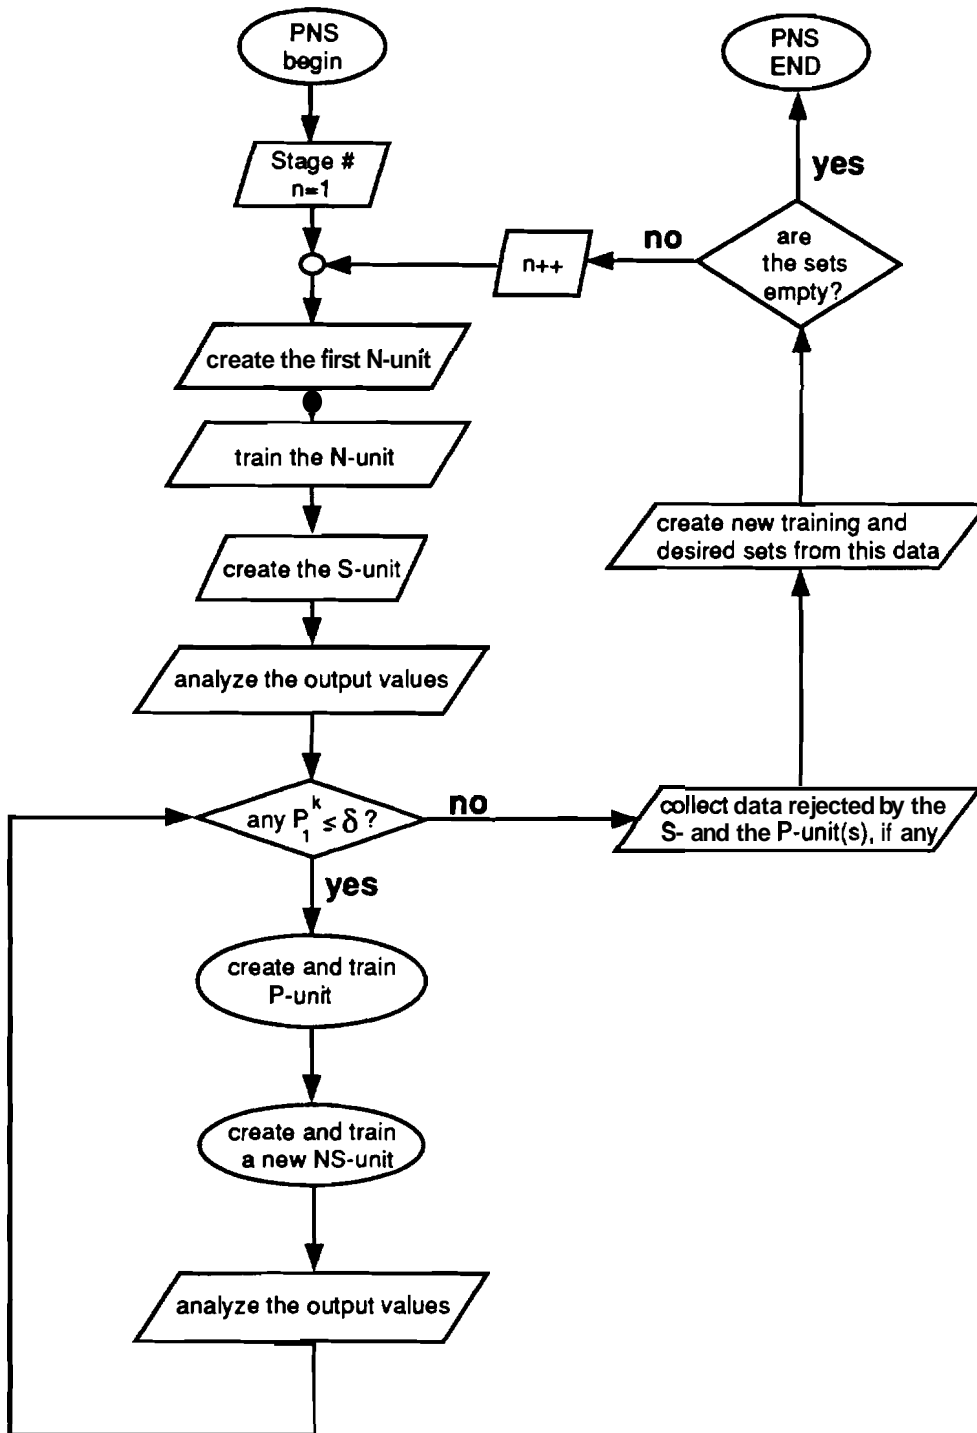 PNS
begin
Stage #
n=1
create the first N-unit
train the N-unit
create the S-unit
analyze the output values
any P₁ᵏ ≤ δ ?
yes
create and train
P-unit
create and train
a new NS-unit
analyze the output values
no
collect data rejected by the
S- and the P-unit(s), if any
create new training and
desired sets from this data
are
the sets
empty?
no
n++
yes
PNS
END